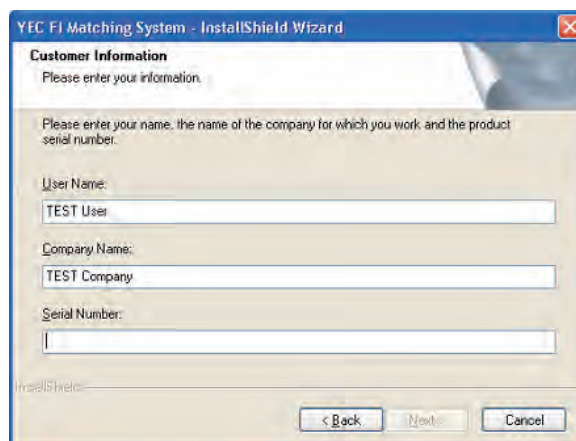 YEC FI Matching System - InstallShield Wizard
Customer Information
Please enter your information.
Please enter your name, the name of the company for which you work and the product
serial number.
User Name:
TEST User
Company Name:
TEST Company
Serial Number:
InstallShield
< Back
Next
Cancel